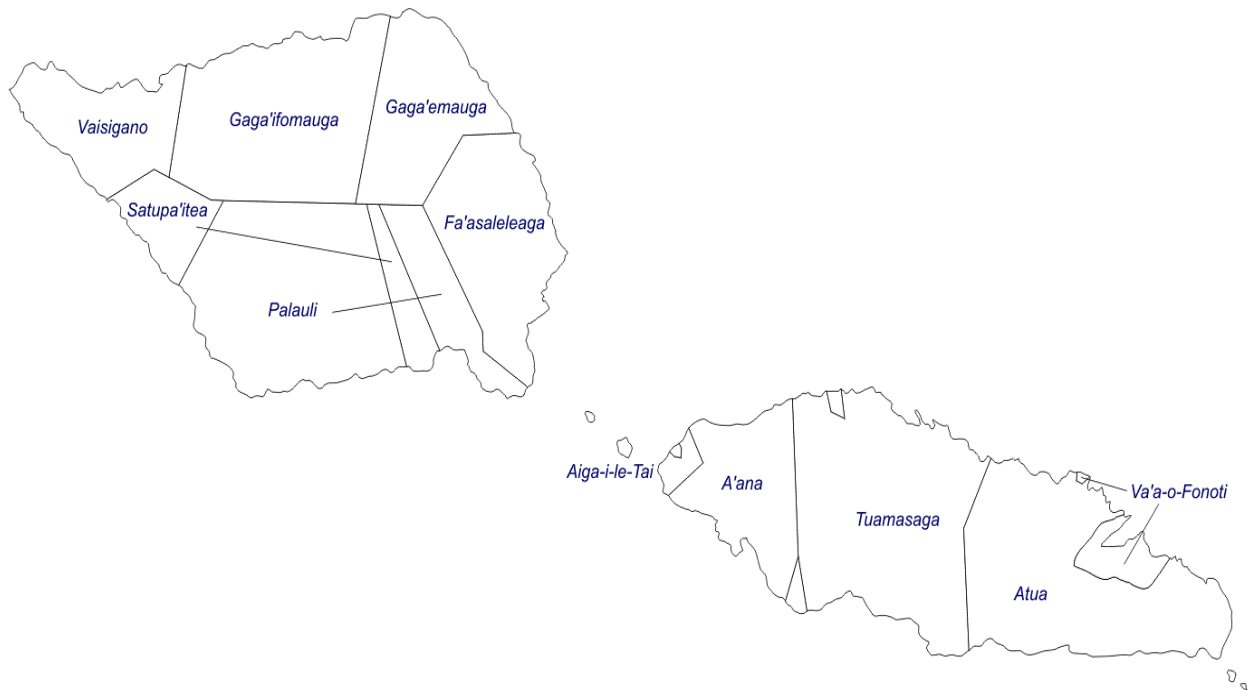 Gaga'emauga
Gaga'ifomauga
Vaisigano
Satupa'itea
Fa'asaleleaga
Palauli
Aiga-i-le-Tai
A'ana
Va'a-o-Fonoti
Tuamasaga
Atua